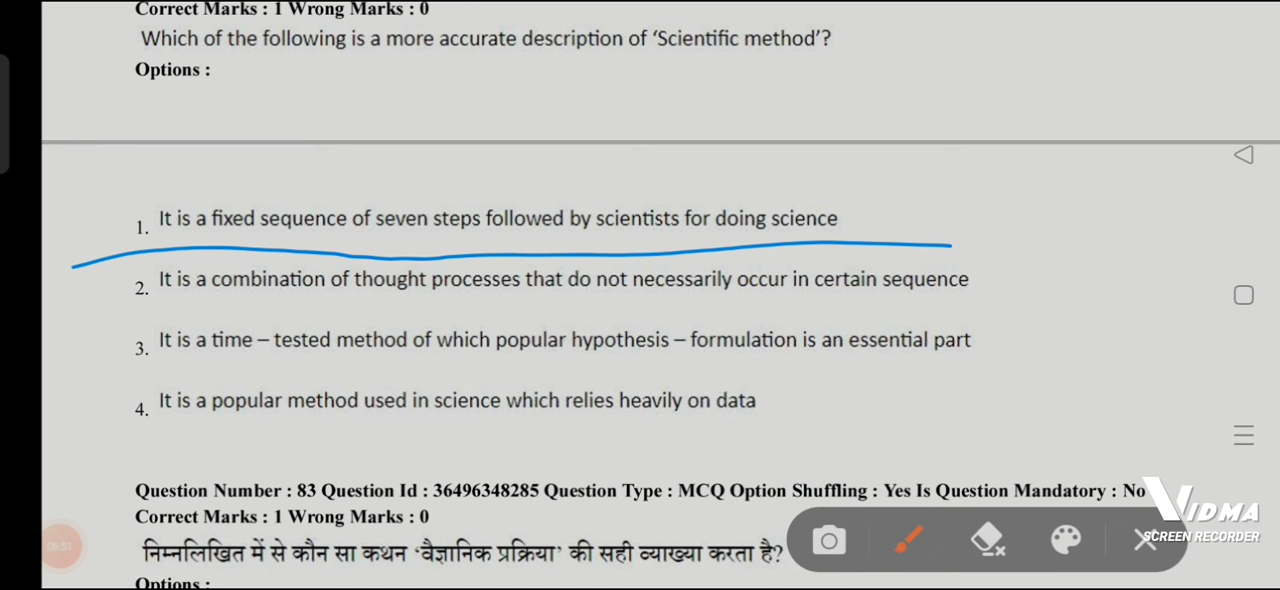 Correct Marks : 1 Wrong Marks : 0
Which of the following is a more accurate description of ‘Scientific method’?
Options :
1. It is a fixed sequence of seven steps followed by scientists for doing science
2. It is a combination of thought processes that do not necessarily occur in certain sequence
3. It is a time – tested method of which popular hypothesis – formulation is an essential part
4. It is a popular method used in science which relies heavily on data
Question Number : 83 Question Id : 36496348285 Question Type : MCQ Option Shuffling : Yes Is Question Mandatory : No
Correct Marks : 1 Wrong Marks : 0
निम्नलिखित में से कौन सा कथन ‘वैज्ञानिक प्रक्रिया’ की सही व्याख्या करता है?
Options :
06:51
VIDMA
SCREEN RECORDER